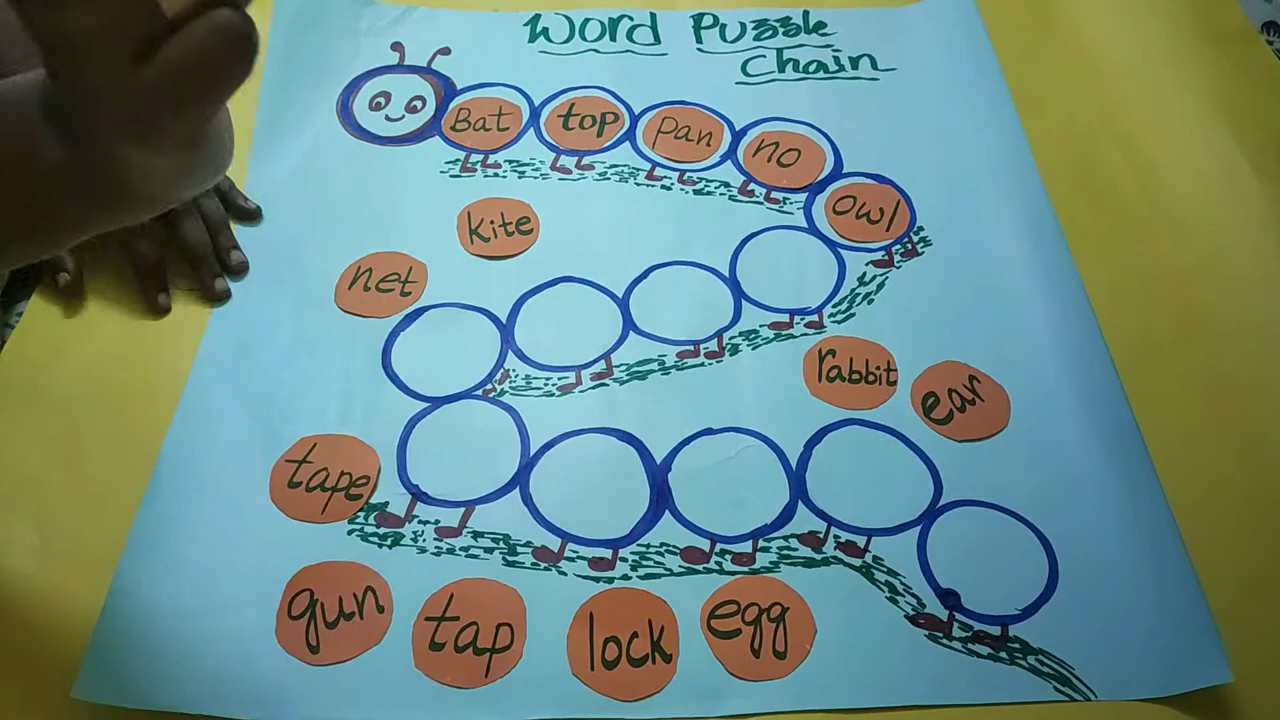 Word Puzzle
Chain
Bat top pan no
owl
kite
net
rabbit
ear
tape
gun tap lock egg